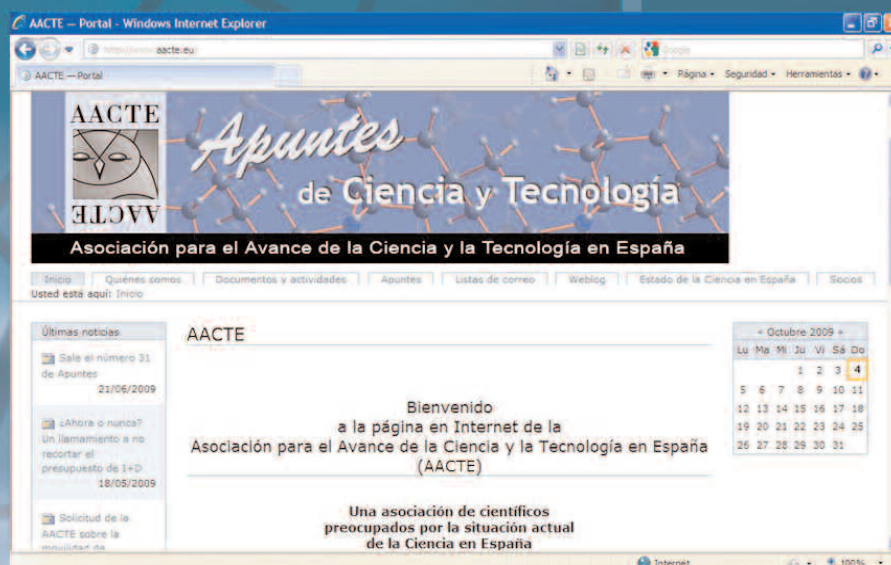 AACTE — Portal - Windows Internet Explorer
http://www.aacte.eu
Google
AACTE — Portal
Página
Seguridad
Herramientas
AACTE
AACTE
Apuntes
de Ciencia y Tecnología
Asociación para el Avance de la Ciencia y la Tecnología en España
Inicio Quiénes somos Documentos y actividades Apuntes Listas de correo Weblog Estado de la Ciencia en España Socios
Usted está aquí: Inicio
Últimas noticias
Sale el número 31
de Apuntes
21/06/2009
¿Ahora o nunca?
Un llamamiento a no
recortar el
presupuesto de I+D
18/05/2009
Solicitud de la
AACTE sobre la
movilidad de
AACTE
Bienvenido
a la página en Internet de la
Asociación para el Avance de la Ciencia y la Tecnología en España
(AACTE)
Una asociación de científicos
preocupados por la situación actual
de la Ciencia en España
« Octubre 2009 »
Lu Ma Mi Ju Vi Sá Do
1 2 3 4
5 6 7 8 9 10 11
12 13 14 15 16 17 18
19 20 21 22 23 24 25
26 27 28 29 30 31
Internet
100%